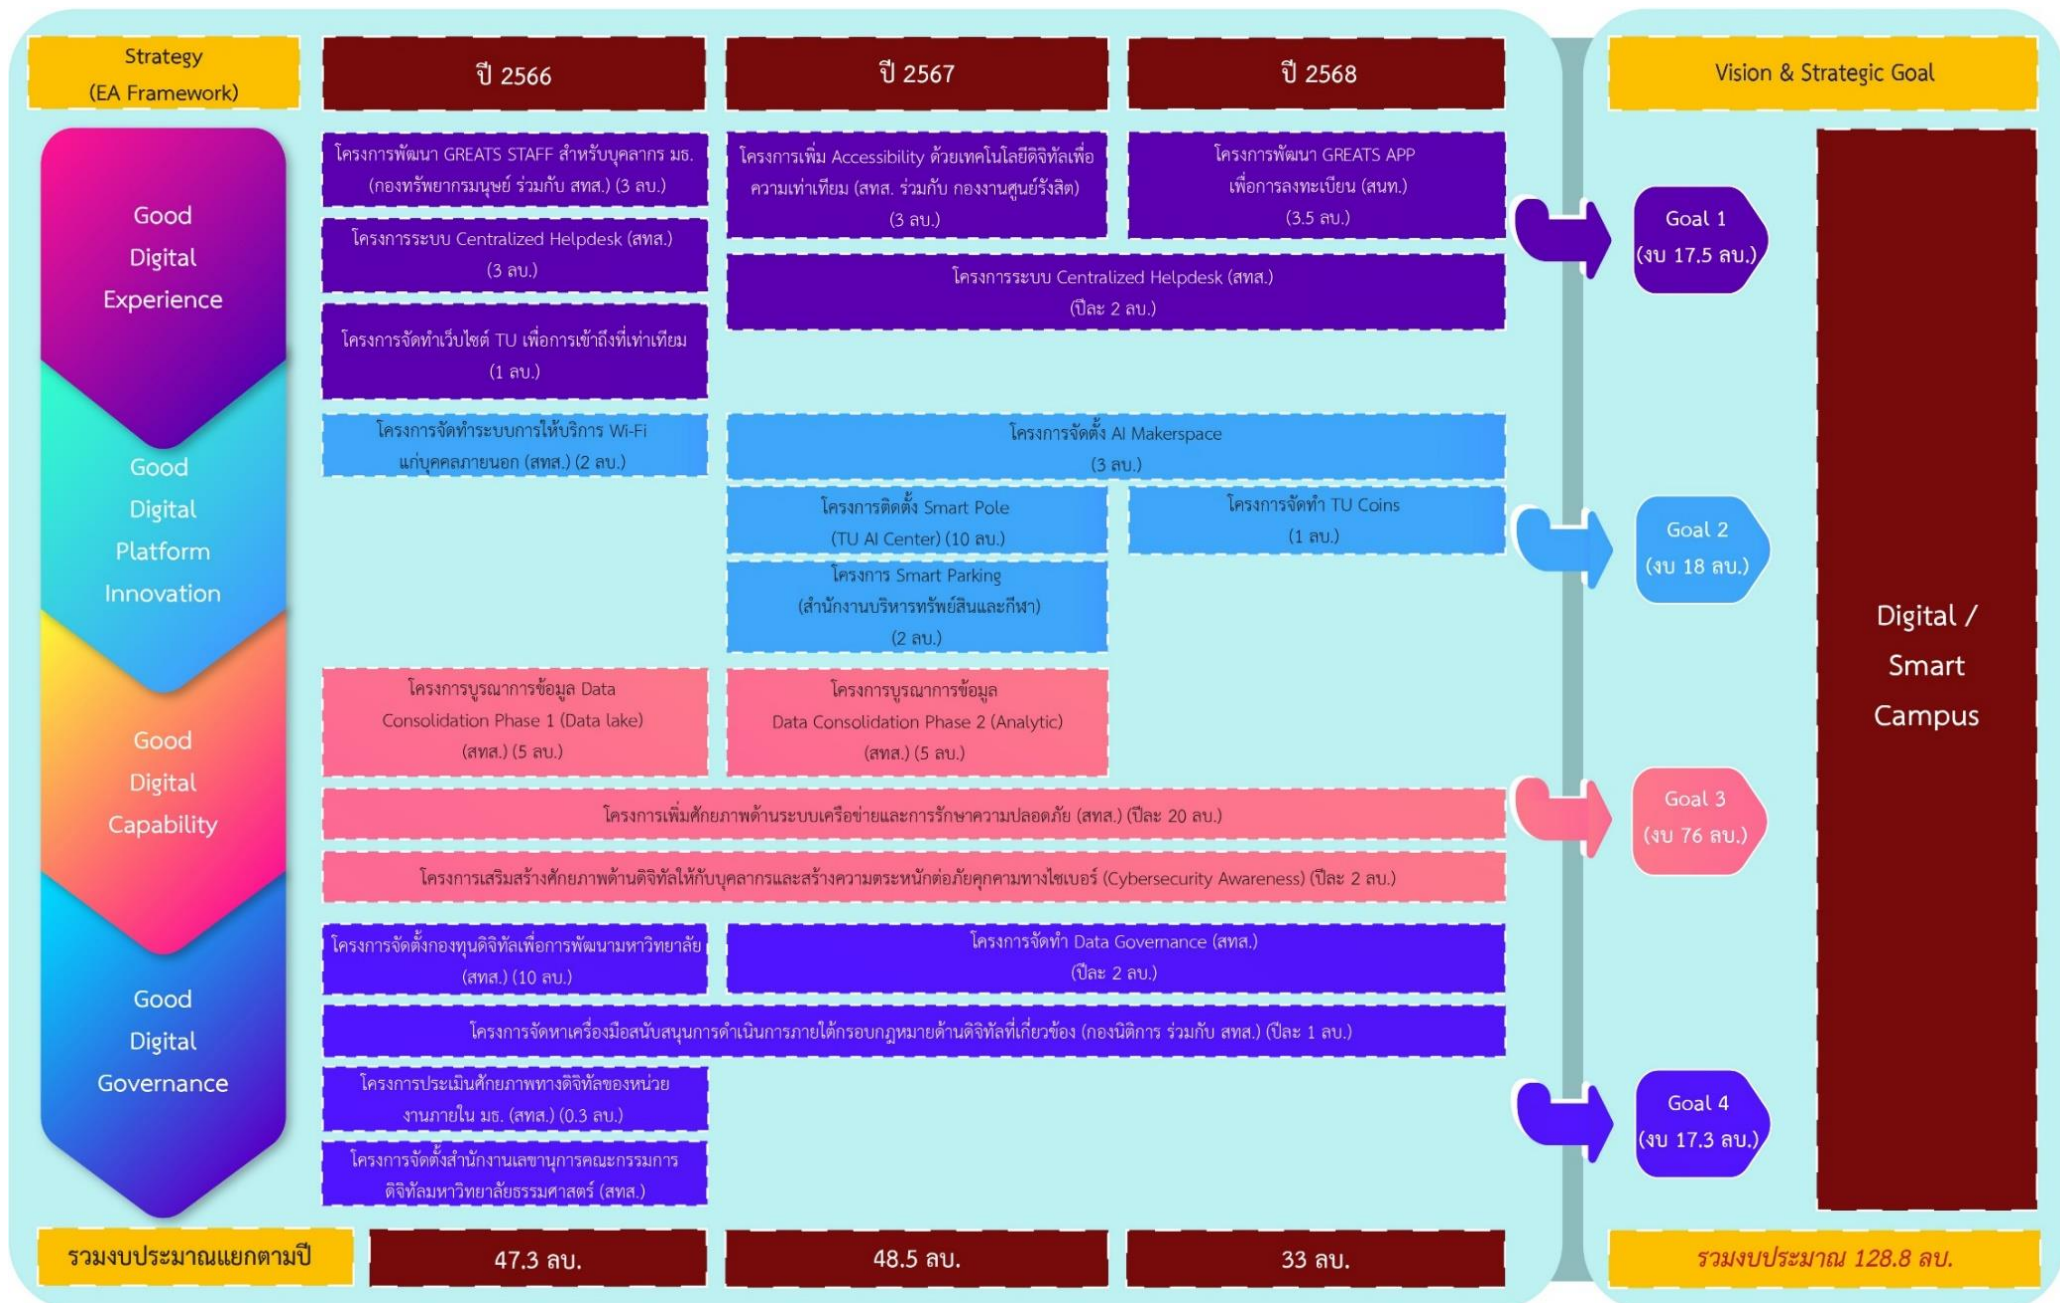 Strategy
(EA Framework)
ปี 2566
ปี 2567
ปี 2568
Vision & Strategic Goal
Good
Digital
Experience
โครงการพัฒนา GREATS STAFF สำหรับบุคลากร มธ.
(กองทรัพยากรมนุษย์ ร่วมกับ สทส.) (3 ลบ.)
โครงการระบบ Centralized Helpdesk (สทส.)
(3 ลบ.)
โครงการจัดทำเว็บไซต์ TU เพื่อการเข้าถึงที่เท่าเทียม
(1 ลบ.)
โครงการเพิ่ม Accessibility ด้วยเทคโนโลยีดิจิทัลเพื่อ
ความเท่าเทียม (สทส. ร่วมกับ กองงานศูนย์รังสิต)
(3 ลบ.)
โครงการพัฒนา GREATS APP
เพื่อการลงทะเบียน (สนท.)
(3.5 ลบ.)
โครงการระบบ Centralized Helpdesk (สทส.)
(ปีละ 2 ลบ.)
Goal 1
(งบ 17.5 ลบ.)
Good
Digital
Platform
Innovation
โครงการจัดทำระบบการให้บริการ Wi-Fi
แก่บุคคลภายนอก (สทส.) (2 ลบ.)
โครงการจัดตั้ง AI Makerspace
(3 ลบ.)
โครงการติดตั้ง Smart Pole
(TU AI Center) (10 ลบ.)
โครงการจัดทำ TU Coins
(1 ลบ.)
โครงการ Smart Parking
(สำนักงานบริหารทรัพย์สินและกีฬา)
(2 ลบ.)
Goal 2
(งบ 18 ลบ.)
Good
Digital
Capability
โครงการบูรณาการข้อมูล Data
Consolidation Phase 1 (Data lake)
(สทส.) (5 ลบ.)
โครงการบูรณาการข้อมูล
Data Consolidation Phase 2 (Analytic)
(สทส.) (5 ลบ.)
โครงการเพิ่มศักยภาพด้านระบบเครือข่ายและการรักษาความปลอดภัย (สทส.) (ปีละ 20 ลบ.)
โครงการเสริมสร้างศักยภาพด้านดิจิทัลให้กับบุคลากรและสร้างความตระหนักต่อภัยคุกคามทางไซเบอร์ (Cybersecurity Awareness) (ปีละ 2 ลบ.)
Goal 3
(งบ 76 ลบ.)
Good
Digital
Governance
โครงการจัดตั้งกองทุนดิจิทัลเพื่อการพัฒนามหาวิทยาลัย
(สทส.) (10 ลบ.)
โครงการจัดทำ Data Governance (สทส.)
(ปีละ 2 ลบ.)
โครงการจัดหาเครื่องมือสนับสนุนการดำเนินการภายใต้กรอบกฎหมายด้านดิจิทัลที่เกี่ยวข้อง (กองนิติการ ร่วมกับ สทส.) (ปีละ 1 ลบ.)
โครงการประเมินศักยภาพทางดิจิทัลของหน่วย
งานภายใน มธ. (สทส.) (0.3 ลบ.)
โครงการจัดตั้งสำนักงานเลขานุการคณะกรรมการ
ดิจิทัลมหาวิทยาลัยธรรมศาสตร์ (สทส.)
Goal 4
(งบ 17.3 ลบ.)
Digital /
Smart
Campus
รวมงบประมาณแยกตามปี
47.3 ลบ.
48.5 ลบ.
33 ลบ.
รวมงบประมาณ 128.8 ลบ.